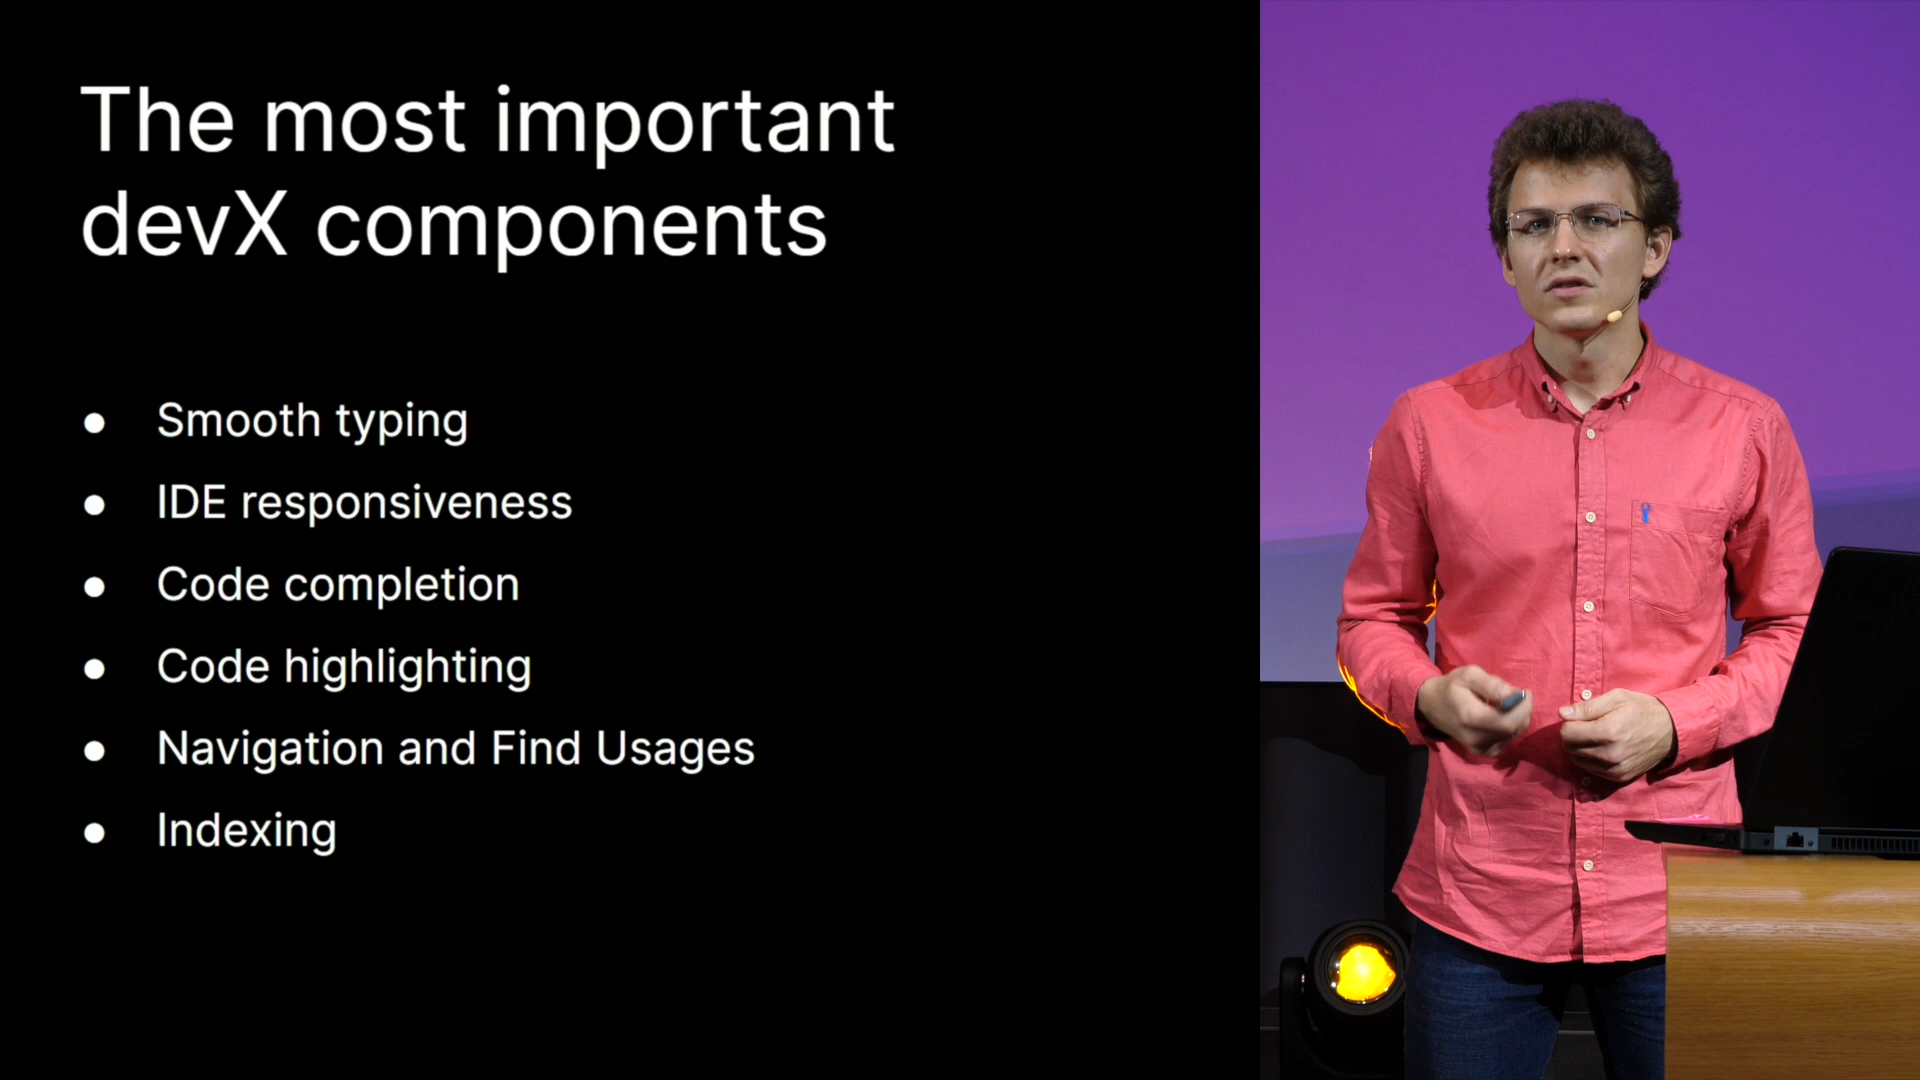 The most important
devX components
● Smooth typing
● IDE responsiveness
● Code completion
● Code highlighting
● Navigation and Find Usages
● Indexing